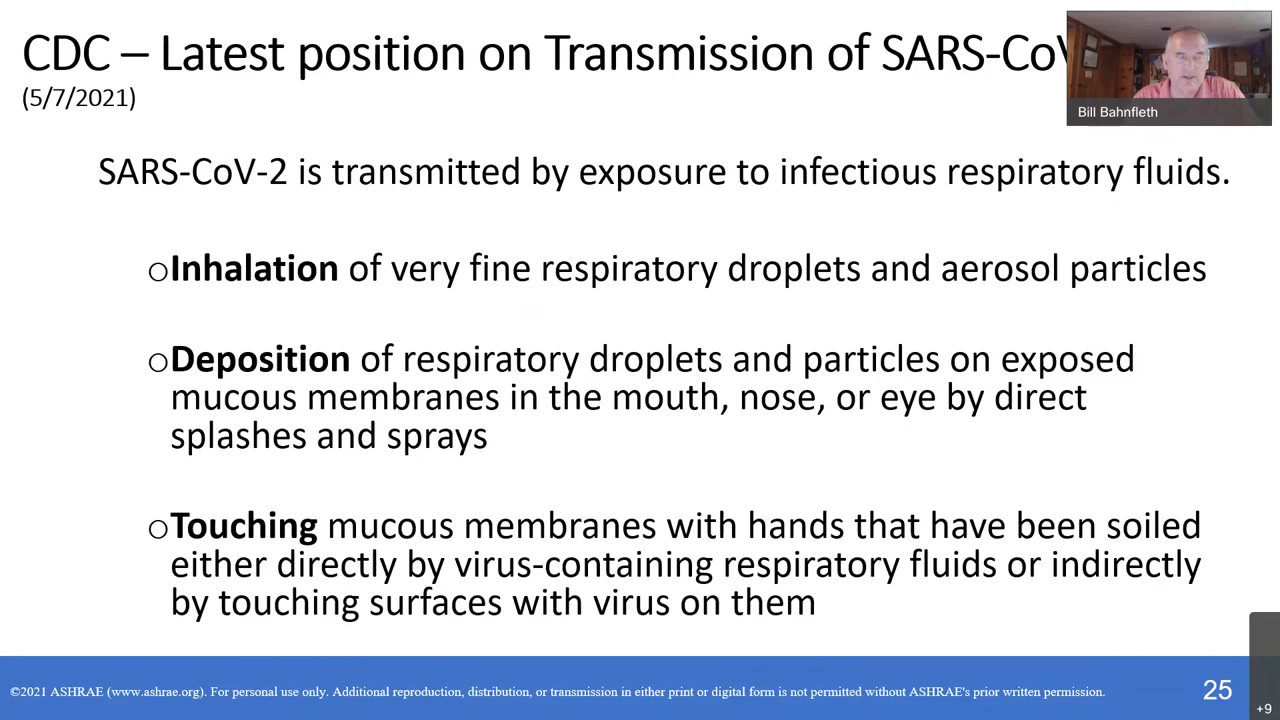 CDC – Latest position on Transmission of SARS-CoV
(5/7/2021)
Bill Bahnfleth
SARS-CoV-2 is transmitted by exposure to infectious respiratory fluids.
○Inhalation of very fine respiratory droplets and aerosol particles
○Deposition of respiratory droplets and particles on exposed
mucous membranes in the mouth, nose, or eye by direct
splashes and sprays
○Touching mucous membranes with hands that have been soiled
either directly by virus-containing respiratory fluids or indirectly
by touching surfaces with virus on them
©2021 ASHRAE (www.ashrae.org). For personal use only. Additional reproduction, distribution, or transmission in either print or digital form is not permitted without ASHRAE's prior written permission.
25
+9